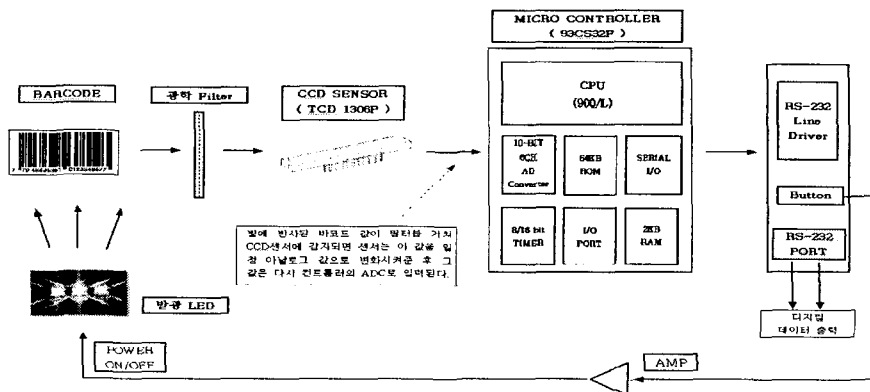 MICRO CONTROLLER
( 93CS32P )
BARCODE
광학 Filter
CCD SENSOR
( TCD 1306P )
CPU
(900/L)
10-BIT
6CH
AD
Converter
64KB
ROM
SERIAL
I/O
8/16 bit
TIMER
I/O
PORT
2KB
RAM
RS-232
Line
Driver
Button
RS-232
PORT
디지털
데이터 출력
빛에 반사된 바코드 값이 필터를 거쳐
CCD센서에 감지되면 센서는 이 값을 일
정 아날로그 값으로 변화시켜준 후 그
값은 다시 컨트롤러의 ADC로 입력된다.
발광 LED
POWER
ON/OFF
AMP